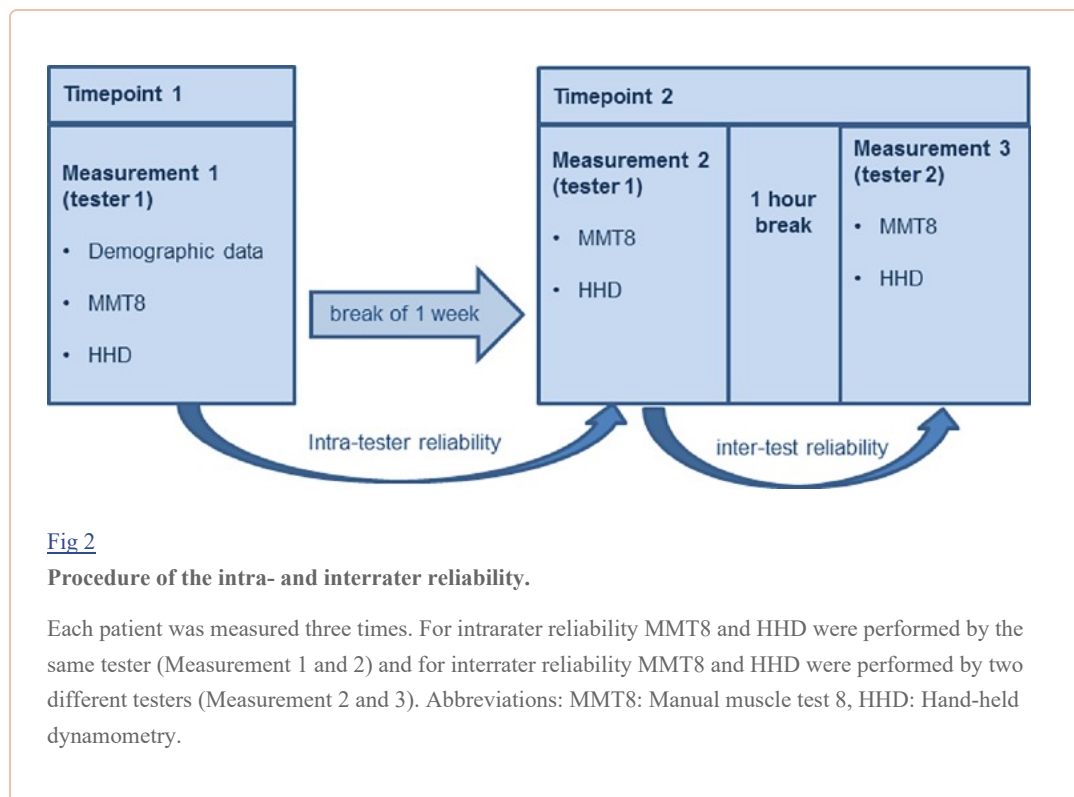 Timepoint 1
Measurement 1
(tester 1)
• Demographic data
• MMT8
• HHD
break of 1 week
Timepoint 2
Measurement 2
(tester 1)
• MMT8
• HHD
1 hour
break
Measurement 3
(tester 2)
• MMT8
• HHD
Intra-tester reliability
inter-test reliability
Fig 2
Procedure of the intra- and interrater reliability.
Each patient was measured three times. For intrarater reliability MMT8 and HHD were performed by the
same tester (Measurement 1 and 2) and for interrater reliability MMT8 and HHD were performed by two
different testers (Measurement 2 and 3). Abbreviations: MMT8: Manual muscle test 8, HHD: Hand-held
dynamometry.